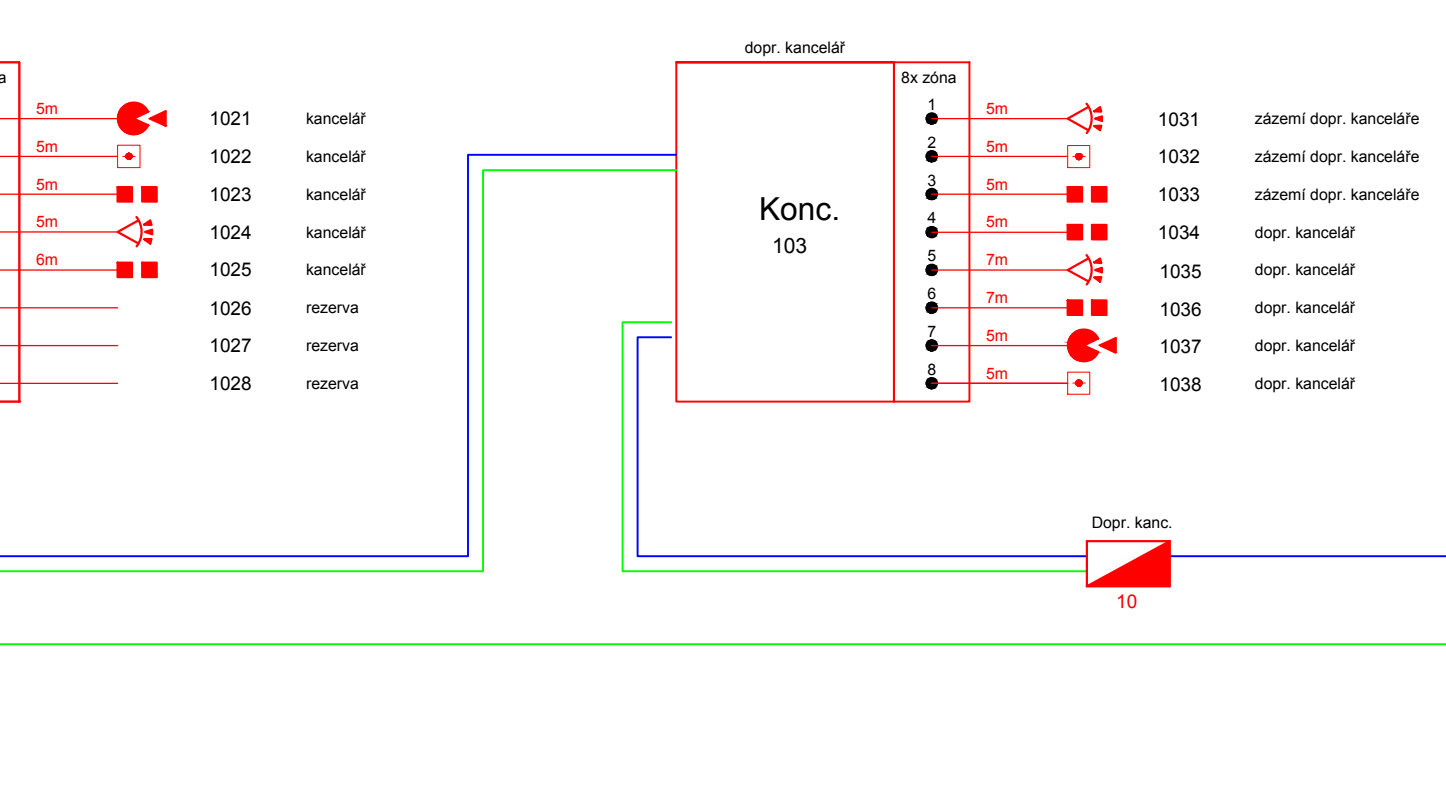 dopr. kancelář
a
5m 1021 kancelář
5m 1022 kancelář
5m 1023 kancelář
5m 1024 kancelář
6m 1025 kancelář
1026 rezerva
1027 rezerva
1028 rezerva
Konc.
103
8x zóna
1 5m 1031 zázemí dopr. kanceláře
2 5m 1032 zázemí dopr. kanceláře
3 5m 1033 zázemí dopr. kanceláře
4 5m 1034 dopr. kancelář
5 7m 1035 dopr. kancelář
6 7m 1036 dopr. kancelář
7 5m 1037 dopr. kancelář
8 5m 1038 dopr. kancelář
Dopr. kanc.
10